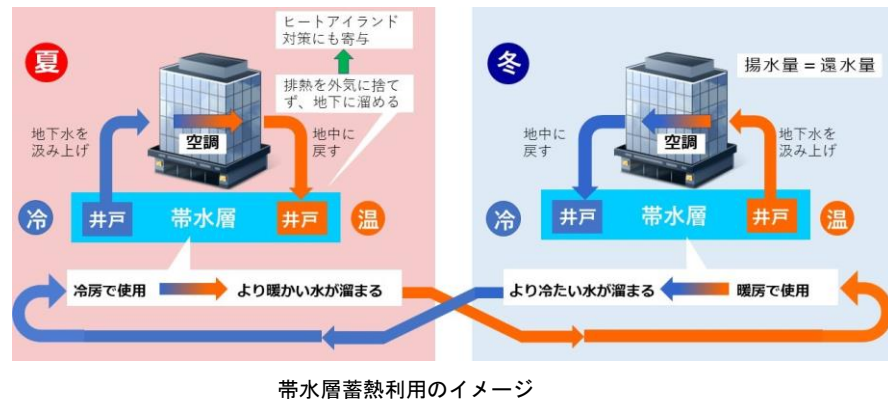 夏
ヒートアイランド
対策にも寄与
排熱を外気に捨て
ず、地下に溜める
地下水を
汲み上げ
空調
地中に
戻す
冷
井戸
帯水層
井戸
温
冷房で使用
より暖かい水が溜まる
冬
揚水量＝還水量
地中に
戻す
空調
地下水を
汲み上げ
冷
井戸
帯水層
井戸
温
より冷たい水が溜まる
暖房で使用
帯水層蓄熱利用のイメージ